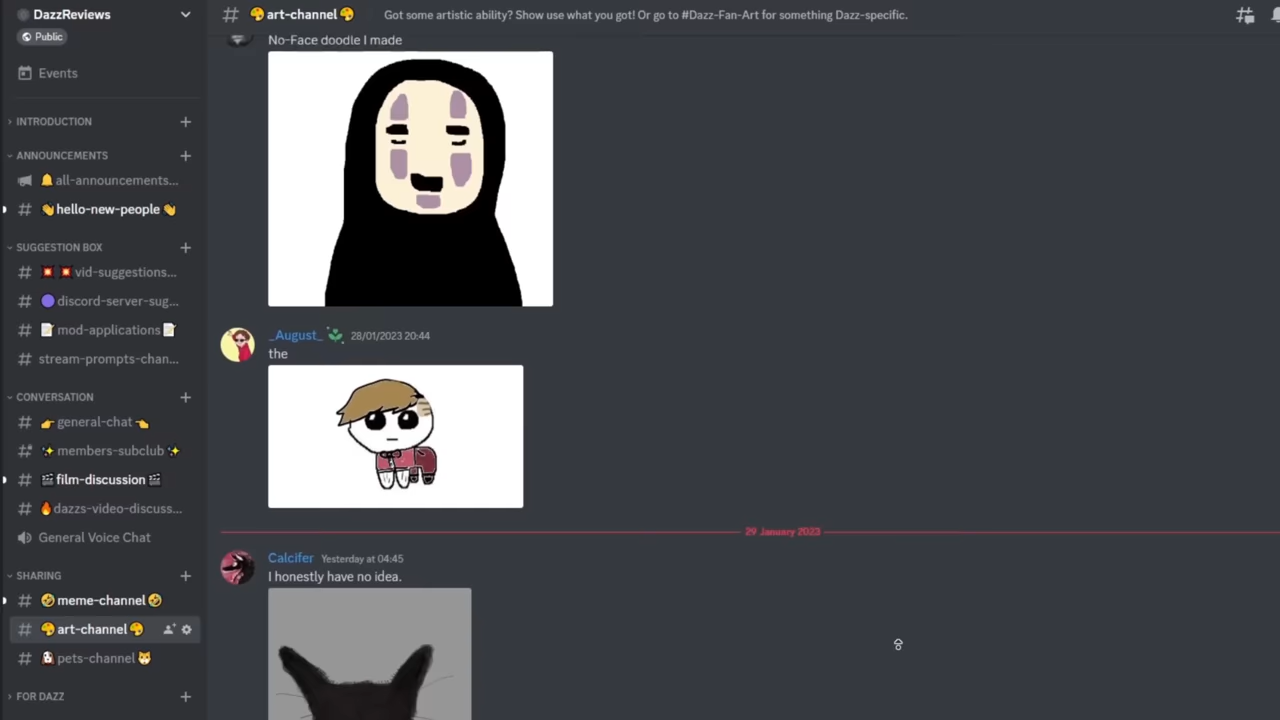 DazzReviews
Public
Events
INTRODUCTION
ANNOUNCEMENTS
all-announcements...
hello-new-people
SUGGESTION BOX
vid-suggestions...
discord-server-sug...
mod-applications
stream-prompts-chan...
CONVERSATION
general-chat
members-subclub
film-discussion
dazzs-video-discuss...
General Voice Chat
SHARING
meme-channel
art-channel
pets-channel
FOR DAZZ
art-channel Got some artistic ability? Show use what you got! Or go to #Dazz-Fan-Art for something Dazz-specific.
No-Face doodle I made
_August_ 28/01/2023 20:44
the
29 January 2023
Calcifer Yesterday at 04:45
I honestly have no idea.